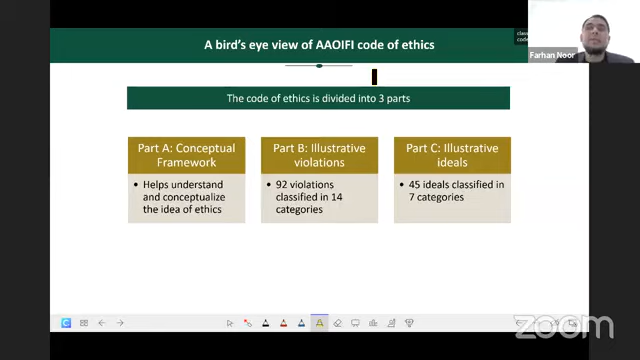 A bird's eye view of AAOIFI code of ethics
Farhan Noor
The code of ethics is divided into 3 parts
Part A: Conceptual
Framework
• Helps understand
and conceptualize
the idea of ethics
Part B: Illustrative
violations
• 92 violations
classified in 14
categories
Part C: Illustrative
ideals
• 45 ideals classified in
7 categories
zoom